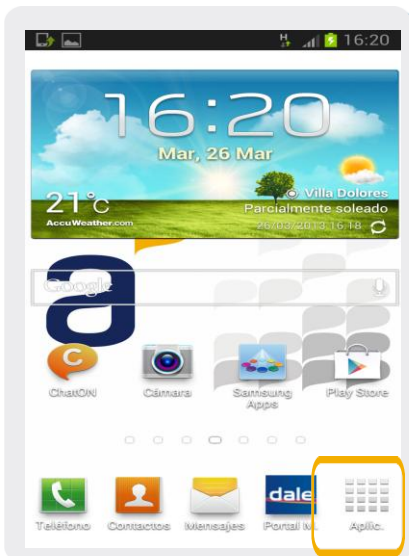 H
16:20
16:20
Mar, 26 Mar
21°C
Villa Dolores
AccuWeather.com
Parcialmente soleado
26/03/2013 16:18
Google
a
C
ChatON
Cámara
Samsung Apps
Play Store
dale
Teléfono
Contactos
Mensajes
Portal M.
Aplic.